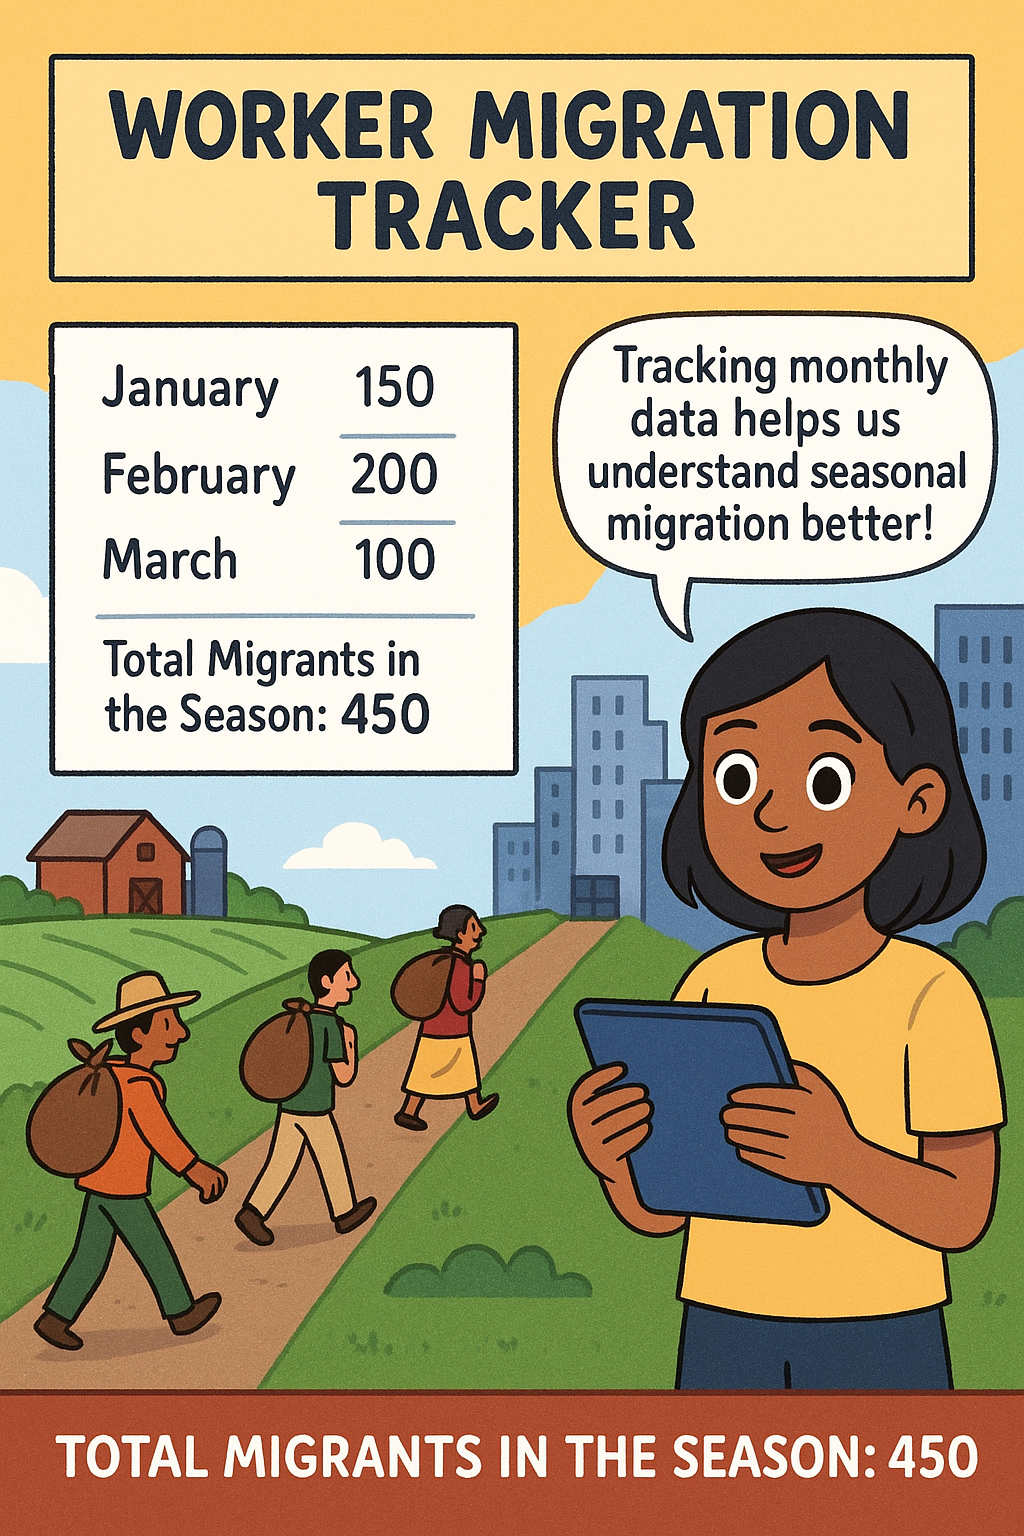 WORKER MIGRATION
TRACKER
January 150
February 200
March 100
Total Migrants in
the Season: 450
Tracking monthly
data helps us
understand seasonal
migration better!
TOTAL MIGRANTS IN THE SEASON: 450